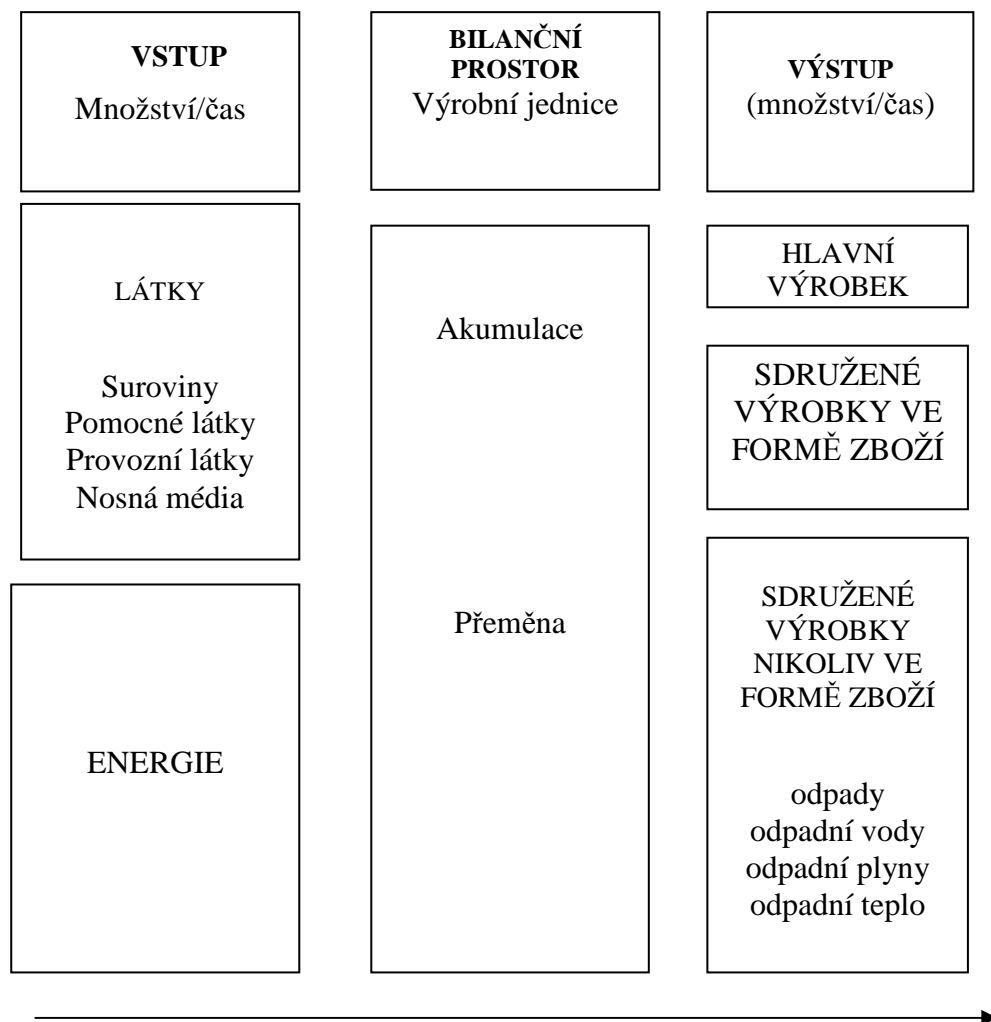 VSTUP
Množství/čas
BILANČNÍ
PROSTOR
Výrobní jednice
VÝSTUP
(množství/čas)
LÁTKY
Suroviny
Pomocné látky
Provozní látky
Nosná média
ENERGIE
Akumulace
Přeměna
HLAVNÍ
VÝROBEK
SDRUŽENÉ
VÝROBKY VE
FORMĚ ZBOŽÍ
SDRUŽENÉ
VÝROBKY
NIKOLIV VE
FORMĚ ZBOŽÍ
odpady
odpadní vody
odpadní plyny
odpadní teplo